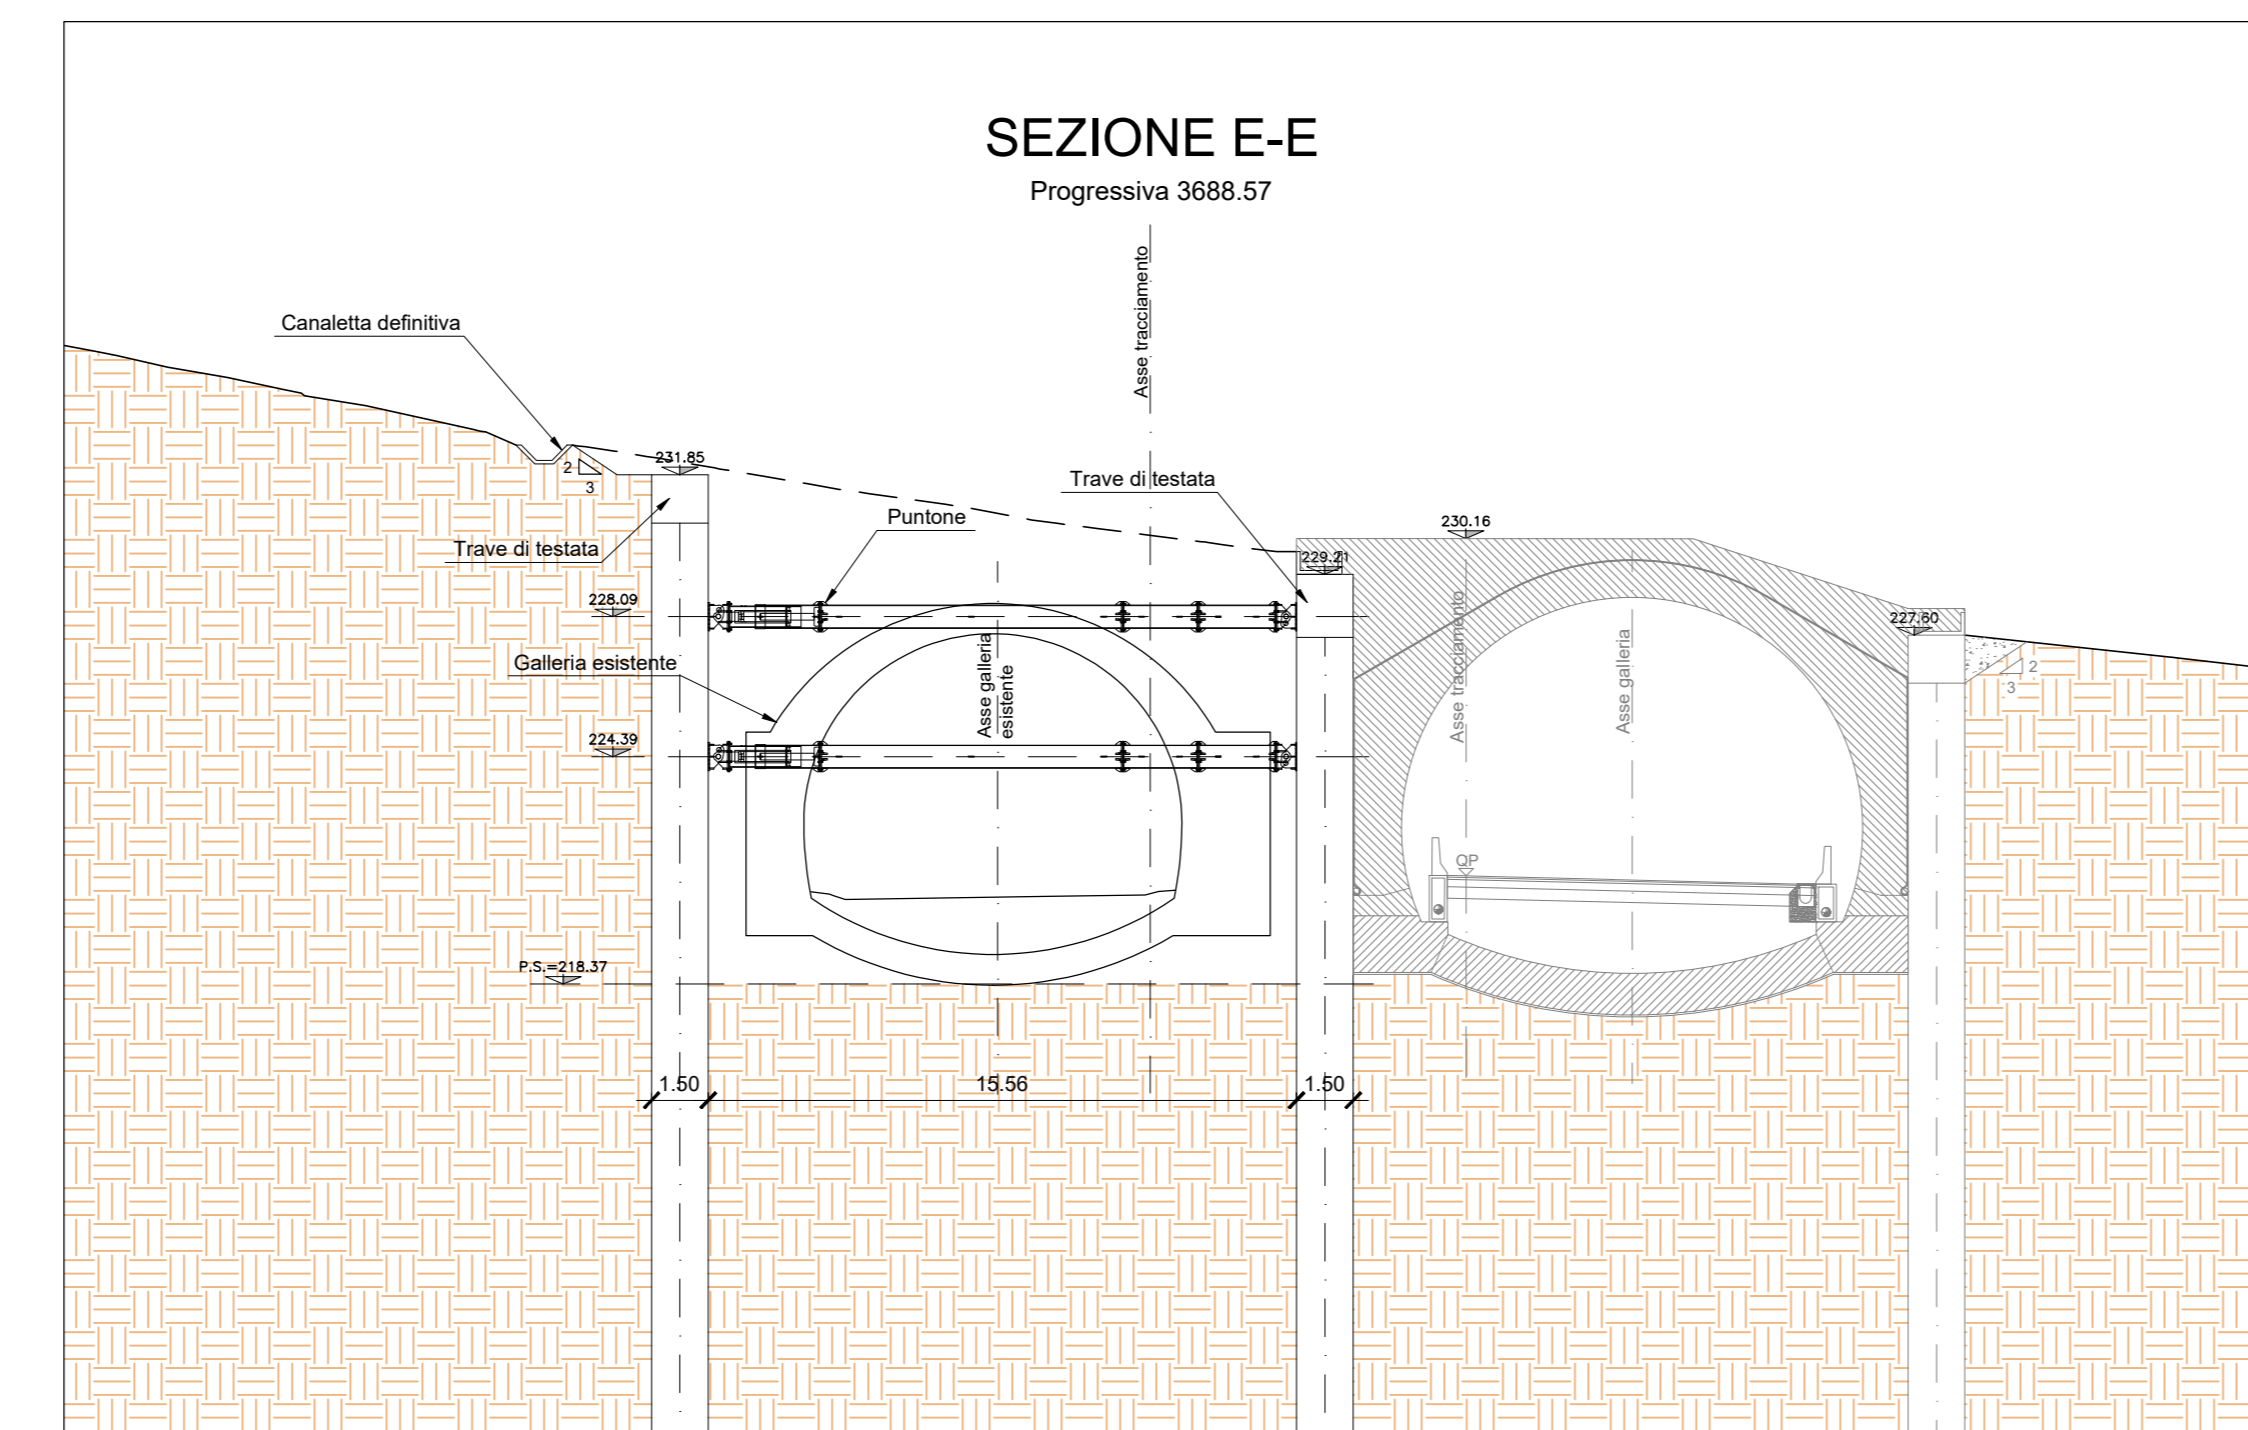 SEZIONE E-E
Progressiva 3688.57
Asse tracciamento
Canaletta definitiva
2
3
231.85
Trave di testata
Puntone
Trave di testata
229.21
230.16
228.09
227.60
2
3
Galleria esistente
Asse galleria
esistente
Asse tracciamento
Asse galleria
224.39
QP
P.S.=218.37
1.50
15.56
1.50